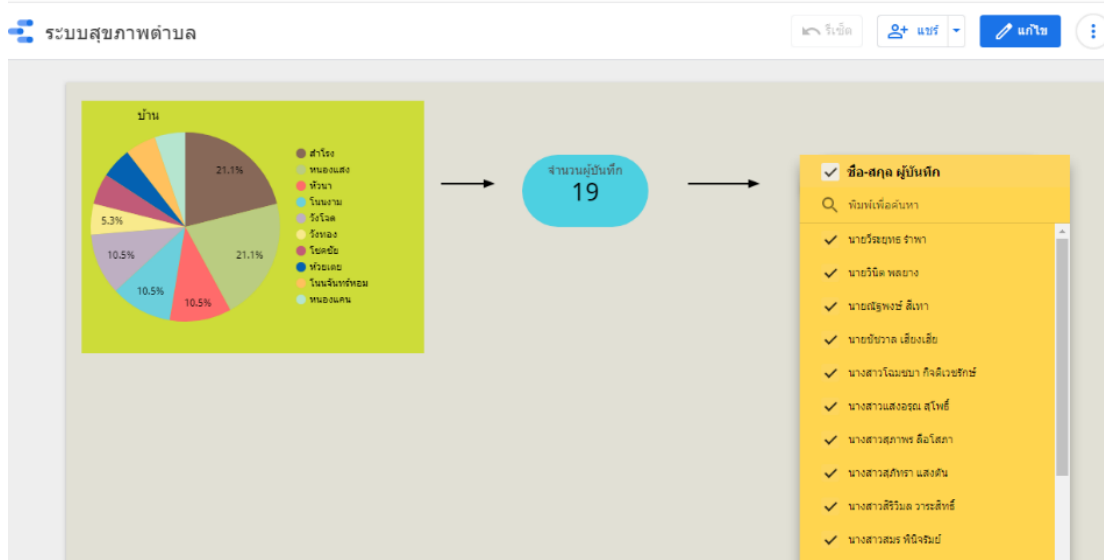 ระบบสุขภาพตำบล
รีเซ็ต
แชร์
แก้ไข
บ้าน
21.1%
21.1%
10.5%
10.5%
10.5%
5.3%
สำโรง
หนองแสง
หัวนา
โนนงาม
วังโจด
วังทอง
โชคชัย
ห้วยเตย
โนนจันทร์หอม
หนองแคน
จำนวนผู้บันทึก
19
ชื่อ-สกุล ผู้บันทึก
พิมพ์เพื่อค้นหา
นายวีระยุทธ รำพา
นายวินิต พลยาง
นายณัฐพงษ์ สีเทา
นายชัชวาล เฮียงเฮีย
นางสาวโฉมชบา กิจติเวชรักษ์
นางสาวแสงอรุณ สุโพธิ์
นางสาวสุภาพร ลือโสภา
นางสาวสุภัทรา แสงตัน
นางสาวสิริวิมล วาระสิทธิ์
นางสาวสมร พินิจรัมย์